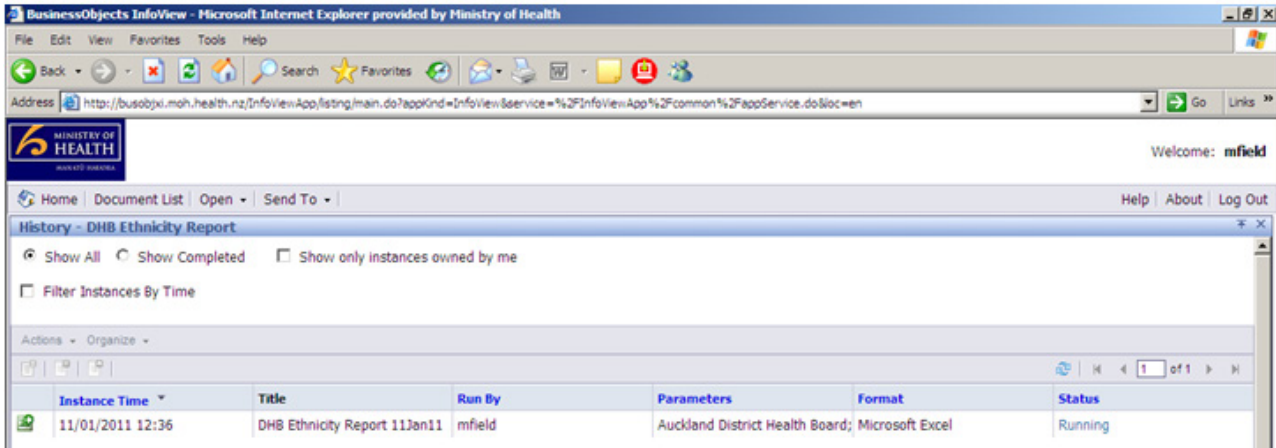 BusinessObjects InfoView - Microsoft Internet Explorer provided by Ministry of Health
File Edit View Favorites Tools Help
Back Search Favorites
Address http://busobjxi.moh.health.nz/InfoViewApp/listing/main.do?appKind=InfoView&service=%2FInfoViewApp%2Fcommon%2FappService.do&loc=en Go Links »
MINISTRY OF
HEALTH
MANATŪ HAUORA
Welcome: mfield
Home Document List Open Send To Help About Log Out
History - DHB Ethnicity Report
Show All Show Completed Show only instances owned by me
Filter Instances By Time
Actions Organize
1 of 1
Instance Time Title Run By Parameters Format Status
11/01/2011 12:36 DHB Ethnicity Report 11Jan11 mfield Auckland District Health Board; Microsoft Excel Running